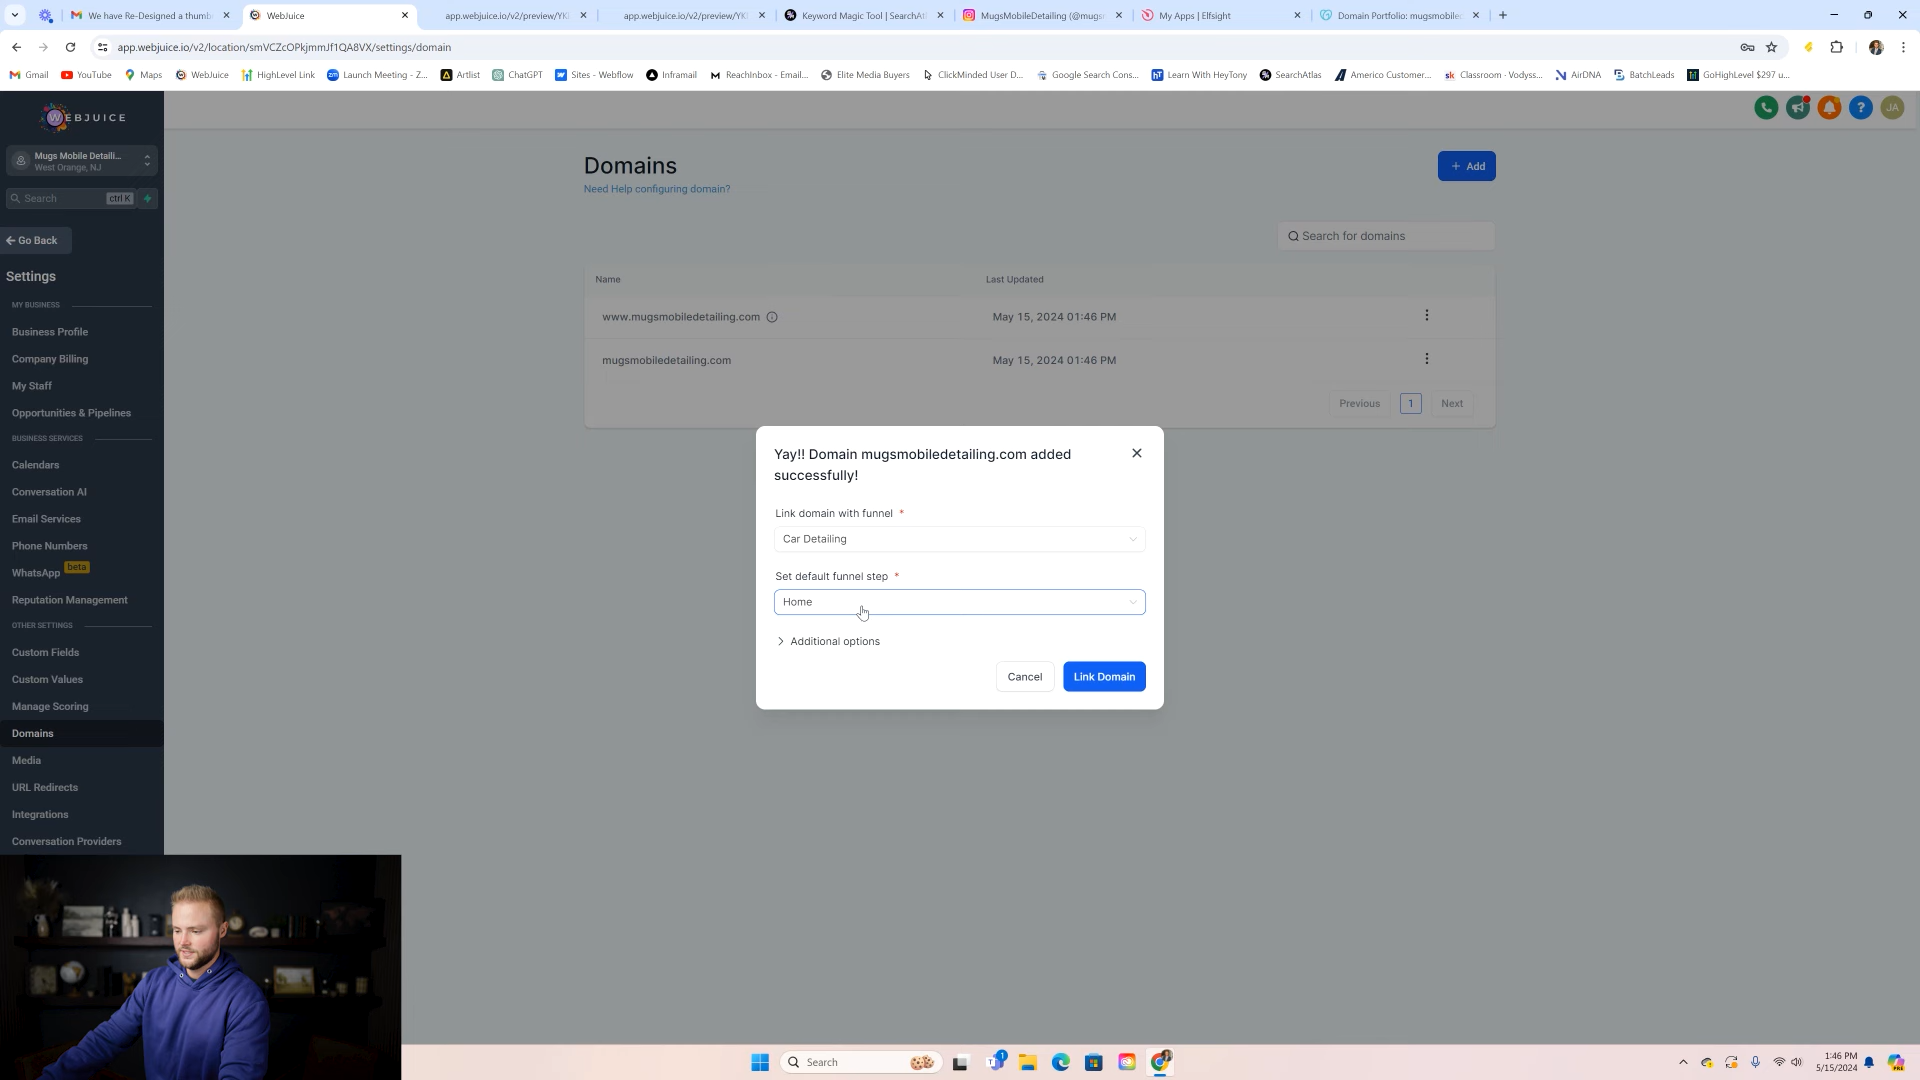 We have Re-Designed a thumb
WebJuice
app.webjuice.io/v2/preview/YK
app.webjuice.io/v2/preview/YK
Keyword Magic Tool | SearchAt
MugsMobileDetailing (@mugs
My Apps | Elfsight
Domain Portfolio: mugsmobile
app.webjuice.io/v2/location/smVCZcOPkjmmJf1QA8VX/settings/domain
Gmail
YouTube
Maps
WebJuice
HighLevel Link
Launch Meeting - Z...
Artlist
ChatGPT
Sites - Webflow
Inframail
ReachInbox - Email...
Elite Media Buyers
ClickMinded User D...
Google Search Cons...
Learn With HeyTony
SearchAtlas
Americo Customer...
Classroom · Vodyss...
AirDNA
BatchLeads
GoHighLevel $297 u...
WEBJUICE
JA
Mugs Mobile Detaili...
West Orange, NJ
Search
ctrl K
Go Back
Settings
MY BUSINESS
Business Profile
Company Billing
My Staff
Opportunities & Pipelines
BUSINESS SERVICES
Calendars
Conversation AI
Email Services
Phone Numbers
WhatsApp beta
Reputation Management
OTHER SETTINGS
Custom Fields
Custom Values
Manage Scoring
Domains
Media
URL Redirects
Integrations
Conversation Providers
Domains
Need Help configuring domain?
+ Add
Search for domains
Name Last Updated
www.mugsmobiledetailing.com May 15, 2024 01:46 PM
mugsmobiledetailing.com May 15, 2024 01:46 PM
Previous 1 Next
Yay!! Domain mugsmobiledetailing.com added
successfully!
Link domain with funnel *
Car Detailing
Set default funnel step *
Home
Additional options
Cancel
Link Domain
Search
1
1:46 PM
5/15/2024
PRE